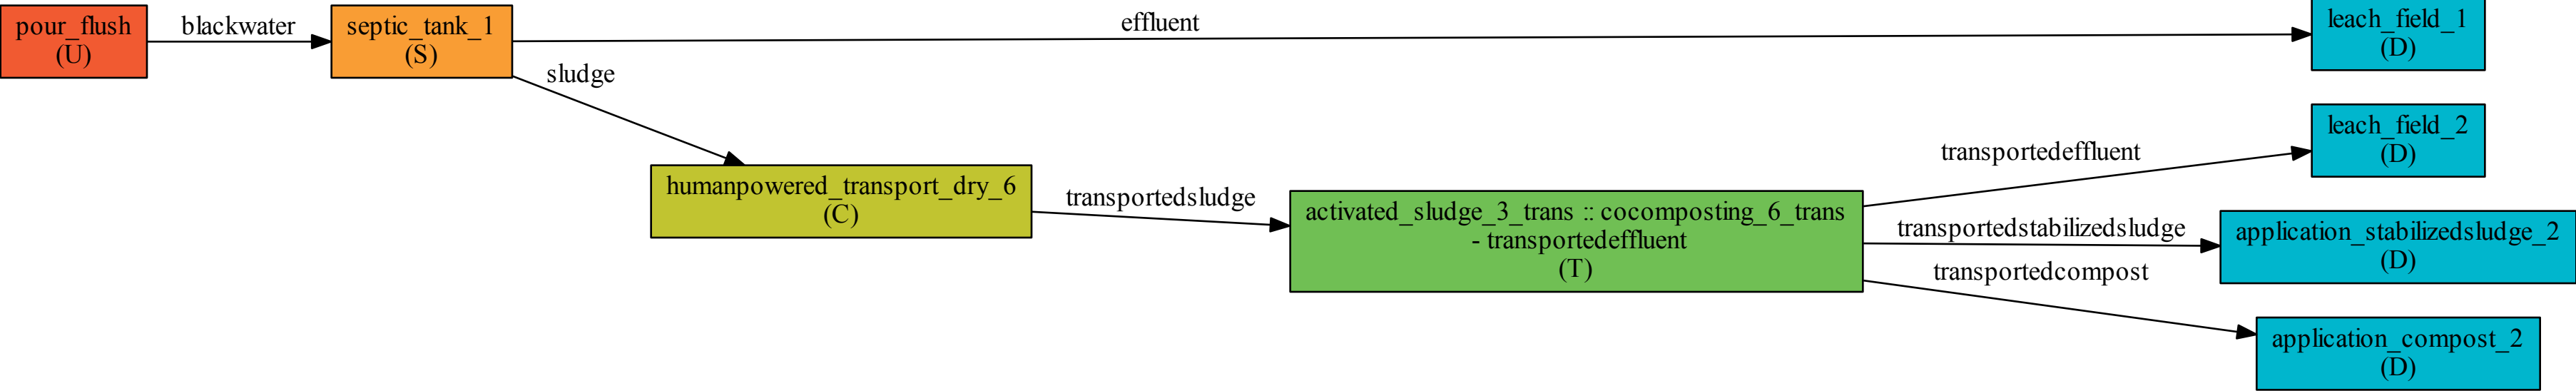 pour_flush
(U)
blackwater
septic_tank_1
(S)
effluent
leach_field_1
(D)
sludge
humanpowered_transport_dry_6
(C)
transportedsludge
activated_sludge_3_trans :: cocomposting_6_trans
- transportedeffluent
(T)
transportedeffluent
leach_field_2
(D)
transportedstabilizedsludge
application_stabilizedsludge_2
(D)
transportedcompost
application_compost_2
(D)